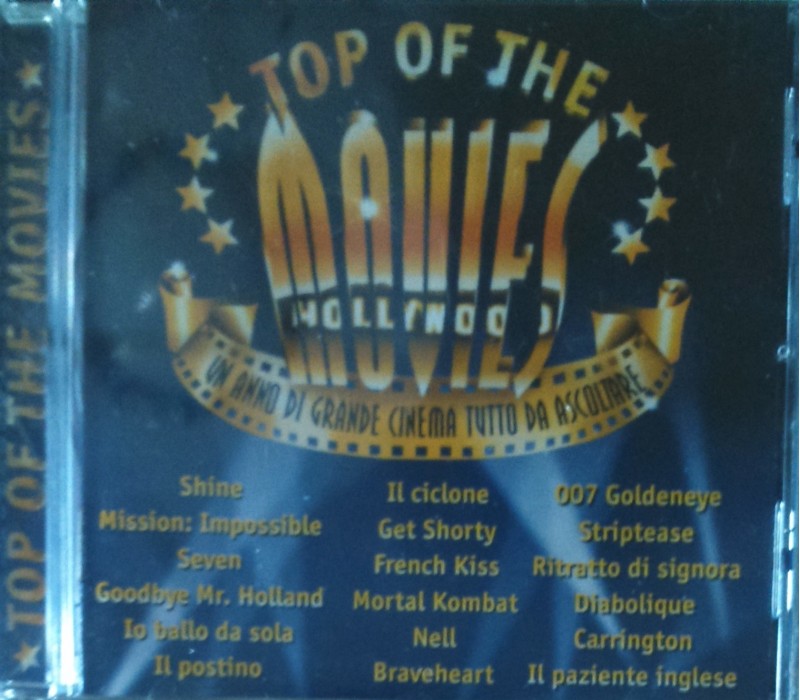 TOP OF THE MOVIES
TOP OF THE
MOVIES
HOLLYWOOD
UN ANNO DI GRANDE CINEMA TUTTO DA ASCOLTARE
Shine
Mission: Impossible
Seven
Goodbye Mr. Holland
Io ballo da sola
Il postino
Il ciclone
Get Shorty
French Kiss
Mortal Kombat
Nell
Braveheart
007 Goldeneye
Striptease
Ritratto di signora
Diabolique
Carrington
Il paziente inglese